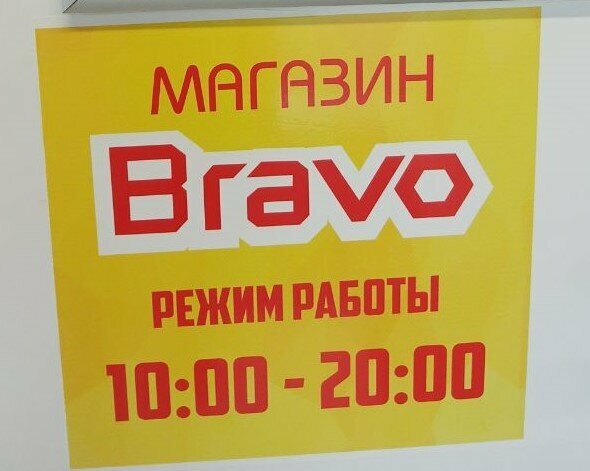 МАГАЗИН
Bravo
РЕЖИМ РАБОТЫ
10:00 - 20:00